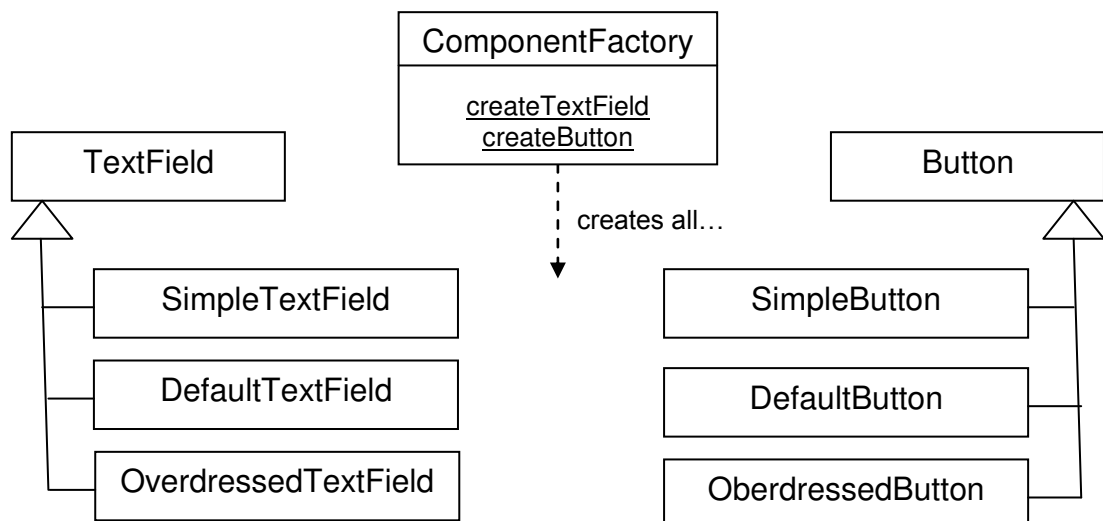 ComponentFactory
createTextField
createButton
TextField
Button
creates all…
SimpleTextField
SimpleButton
DefaultTextField
DefaultButton
OverdressedTextField
OberdressedButton